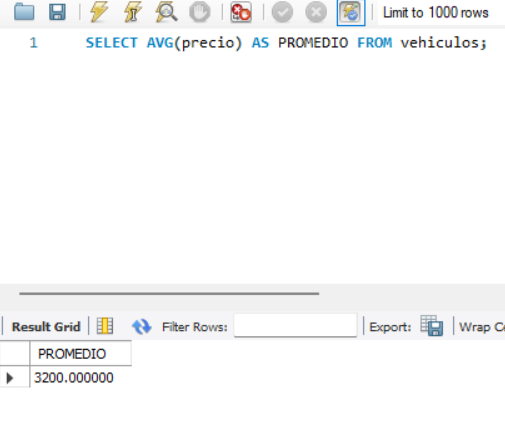 Limit to 1000 rows
1 SELECT AVG(precio) AS PROMEDIO FROM vehiculos;
Result Grid Filter Rows: Export: Wrap C
PROMEDIO
3200.000000